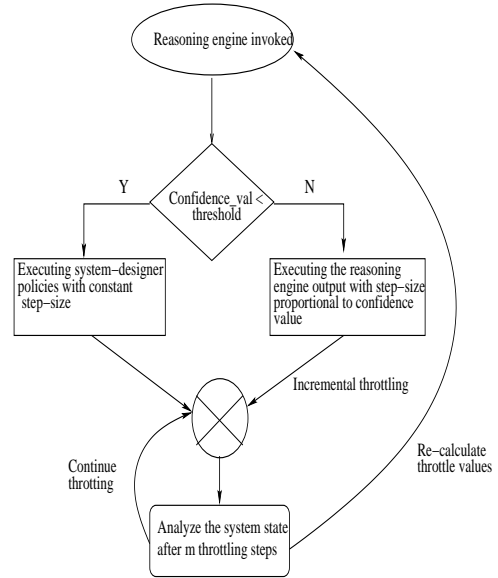 Reasoning engine invoked
Y
N
Confidence_val <
threshold
Executing system-designer
policies with constant
step-size
Executing the reasoning
engine output with step-size
proportional to confidence
value
Incremental throttling
Continue
throtting
Re-calculate
throttle values
Analyze the system state
after m throttling steps